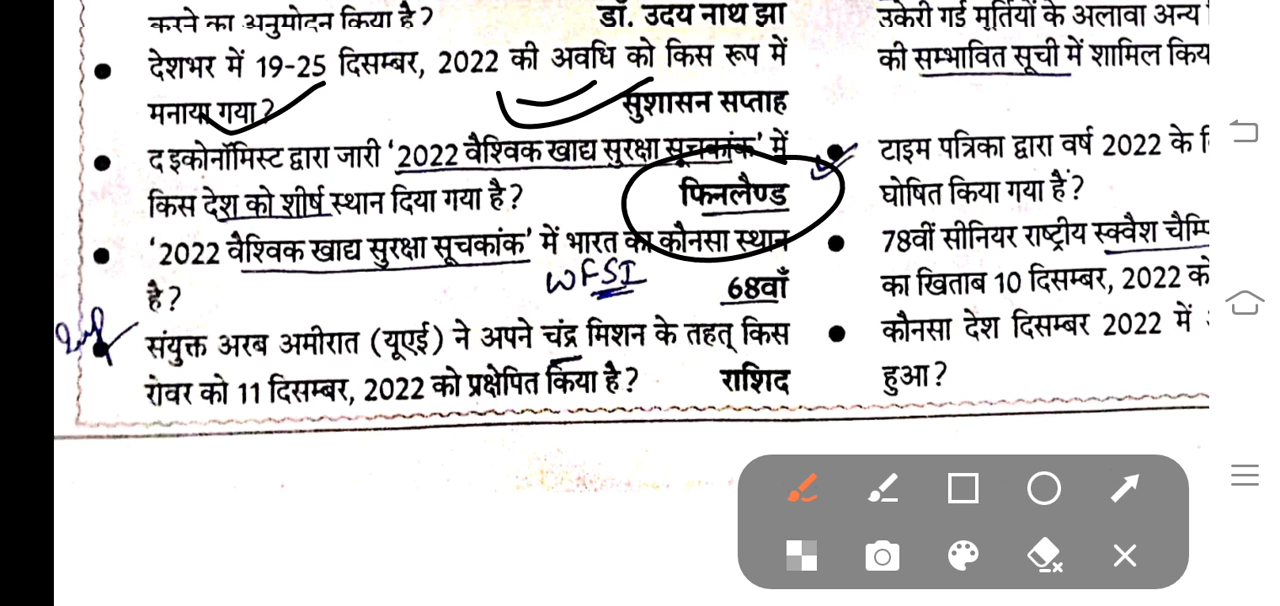 करने का अनुमोदन किया है?
डॉ. उदय नाथ झा
देशभर में 19-25 दिसम्बर, 2022 की अवधि को किस रूप में
मनाया गया?
सुशासन सप्ताह
द इकोनॉमिस्ट द्वारा जारी ‘2022 वैश्विक खाद्य सुरक्षा सूचकांक’ में
किस देश को शीर्ष स्थान दिया गया है?
फिनलैण्ड
‘2022 वैश्विक खाद्य सुरक्षा सूचकांक’ में भारत का कौनसा स्थान
है?
WFSI
68वाँ
संयुक्त अरब अमीरात (यूएई) ने अपने चंद्र मिशन के तहत् किस
रोवर को 11 दिसम्बर, 2022 को प्रक्षेपित किया है?
राशिद
उकेरी गई मूर्तियों के अलावा अन्य
की सम्भावित सूची में शामिल किय
टाइम पत्रिका द्वारा वर्ष 2022 के
घोषित किया गया है?
78वीं सीनियर राष्ट्रीय स्क्वैश चैम्पि
का खिताब 10 दिसम्बर, 2022 को
कौनसा देश दिसम्बर 2022 में
हुआ?